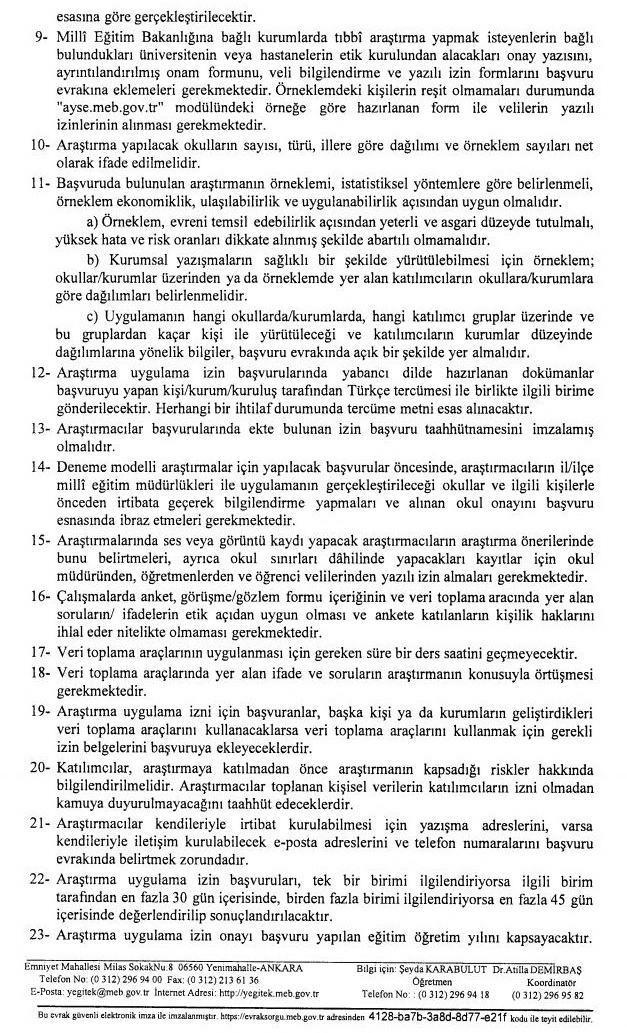 esasına göre gerçekleştirilecektir.
9- Millî Eğitim Bakanlığına bağlı kurumlarda tıbbî araştırma yapmak isteyenlerin bağlı
bulundukları üniversitenin veya hastanelerin etik kurulundan alacakları onay yazısını,
ayrıntılandırılmış onam formunu, veli bilgilendirme ve yazılı izin formlarını başvuru
evrakına eklemeleri gerekmektedir. Örneklemdeki kişilerin reşit olmamaları durumunda
"ayse.meb.gov.tr" modülündeki örneğe göre hazırlanan form ile velilerin yazılı
izinlerinin alınması gerekmektedir.
10- Araştırma yapılacak okulların sayısı, türü, illere göre dağılımı ve örneklem sayıları net
olarak ifade edilmelidir.
11- Başvuruda bulunulan araştırmanın örneklemi, istatistiksel yöntemlere göre belirlenmeli,
örneklem ekonomiklik, ulaşılabilirlik ve uygulanabilirlik açısından uygun olmalıdır.
a) Örneklem, evreni temsil edebilirlik açısından yeterli ve asgari düzeyde tutulmalı,
yüksek hata ve risk oranları dikkate alınmış şekilde abartılı olmamalıdır.
b) Kurumsal yazışmaların sağlıklı bir şekilde yürütülebilmesi için örneklem;
okullar/kurumlar üzerinden ya da örneklemde yer alan katılımcıların okullara/kurumlara
göre dağılımları belirlenmelidir.
c) Uygulamanın hangi okullarda/kurumlarda, hangi katılımcı gruplar üzerinde ve
bu gruplardan kaçar kişi ile yürütüleceği ve katılımcıların kurumlar düzeyinde
dağılımlarına yönelik bilgiler, başvuru evrakında açık bir şekilde yer almalıdır.
12- Araştırma uygulama izin başvurularında yabancı dilde hazırlanan dokümanlar
başvuruyu yapan kişi/kurum/kuruluş tarafından Türkçe tercümesi ile birlikte ilgili birime
gönderilecektir. Herhangi bir ihtilaf durumunda tercüme metni esas alınacaktır.
13- Araştırmacılar başvurularında ekte bulunan izin başvuru taahhütnamesini imzalamış
olmalıdır.
14- Deneme modelli araştırmalar için yapılacak başvurular öncesinde, araştırmacıların il/ilçe
millî eğitim müdürlükleri ile uygulamanın gerçekleştirileceği okullar ve ilgili kişilerle
önceden irtibata geçerek bilgilendirme yapmaları ve alınan okul onayını başvuru
esnasında ibraz etmeleri gerekmektedir.
15- Araştırmalarında ses veya görüntü kaydı yapacak araştırmacıların araştırma önerilerinde
bunu belirtmeleri, ayrıca okul sınırları dâhilinde yapacakları kayıtlar için okul
müdüründen, öğretmenlerden ve öğrenci velilerinden yazılı izin almaları gerekmektedir.
16- Çalışmalarda anket, görüşme/gözlem formu içeriğinin ve veri toplama aracında yer alan
soruların/ ifadelerin etik açıdan uygun olması ve ankete katılanların kişilik haklarını
ihlal eder nitelikte olmaması gerekmektedir.
17- Veri toplama araçlarının uygulanması için gereken süre bir ders saatini geçmeyecektir.
18- Veri toplama araçlarında yer alan ifade ve soruların araştırmanın konusuyla örtüşmesi
gerekmektedir.
19- Araştırma uygulama izni için başvuranlar, başka kişi ya da kurumların geliştirdikleri
veri toplama araçlarını kullanacaklarsa veri toplama araçlarını kullanmak için gerekli
izin belgelerini başvuruya ekleyeceklerdir.
20- Katılımcılar, araştırmaya katılmadan önce araştırmanın kapsadığı riskler hakkında
bilgilendirilmelidir. Araştırmacılar toplanan kişisel verilerin katılımcıların izni olmadan
kamuya duyurulmayacağını taahhüt edeceklerdir.
21- Araştırmacılar kendileriyle irtibat kurulabilmesi için yazışma adreslerini, varsa
kendileriyle iletişim kurulabilecek e-posta adreslerini ve telefon numaralarını başvuru
evrakında belirtmek zorundadır.
22- Araştırma uygulama izin başvuruları, tek bir birimi ilgilendiriyorsa ilgili birim
tarafından en fazla 30 gün içerisinde, birden fazla birimi ilgilendiriyorsa en fazla 45 gün
içerisinde değerlendirilip sonuçlandırılacaktır.
23- Araştırma uygulama izin onayı başvuru yapılan eğitim öğretim yılını kapsayacaktır.
Emniyet Mahallesi Milas SokakNu.8 06560 Yenimahalle-ANKARA Bilgi için: Şeyda KARABULUT Dr.Atilla DEMİRBAŞ
Telefon No: (0 312) 296 94 00 Fax: (0 312) 213 61 36 Öğretmen Koordinatör
E-Posta: yegitek@meb.gov.tr İnternet Adresi: http://yegitek.meb.gov.tr Telefon No: : (0 312) 296 94 18 (0 312) 296 95 82
Bu evrak güvenli elektronik imza ile imzalanmıştır. https://evraksorgu.meb.gov.tr adresinden 4128-ba7b-3a8d-8d77-e21f kodu ile teyit edilebilir.